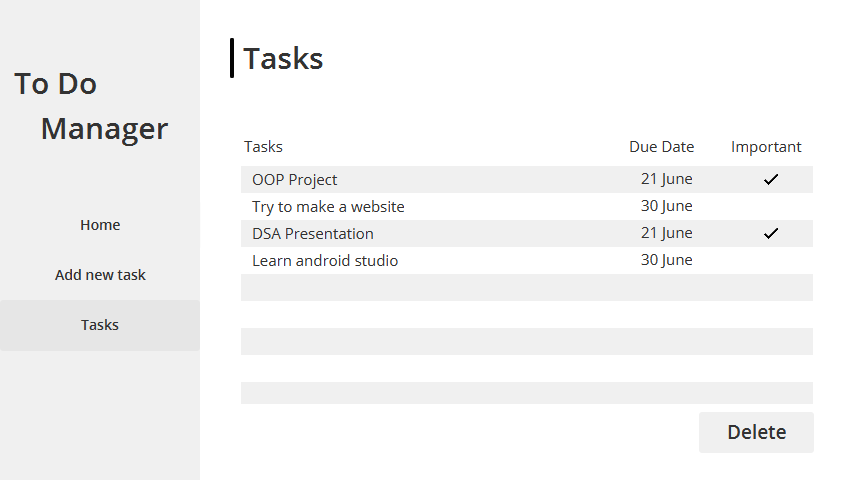 To Do
Manager
Home
Add new task
Tasks
Tasks
Tasks Due Date Important
OOP Project 21 June ✓
Try to make a website 30 June
DSA Presentation 21 June ✓
Learn android studio 30 June
Delete